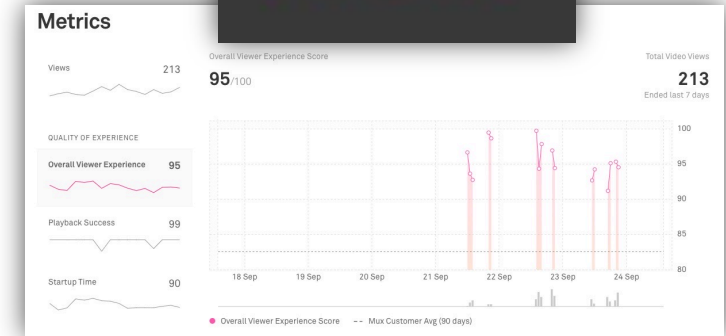 Metrics
Views 213
QUALITY OF EXPERIENCE
Overall Viewer Experience 95
Playback Success 99
Startup Time 90
Overall Viewer Experience Score
95/100
Total Video Views
213
Ended last 7 days
100
95
90
85
80
18 Sep 19 Sep 20 Sep 21 Sep 22 Sep 23 Sep 24 Sep
Overall Viewer Experience Score -- Mux Customer Avg (90 days)